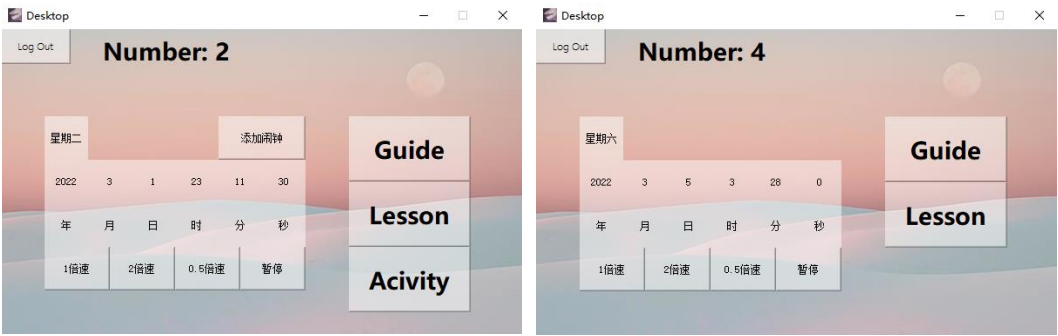 Desktop
Log Out
Number: 2
星期二
添加闹钟
2022 3 1 23 11 30
年 月 日 时 分 秒
1倍速 2倍速 0.5倍速 暂停
Guide
Lesson
Acivity
Desktop
Log Out
Number: 4
星期六
2022 3 5 3 28 0
年 月 日 时 分 秒
1倍速 2倍速 0.5倍速 暂停
Guide
Lesson